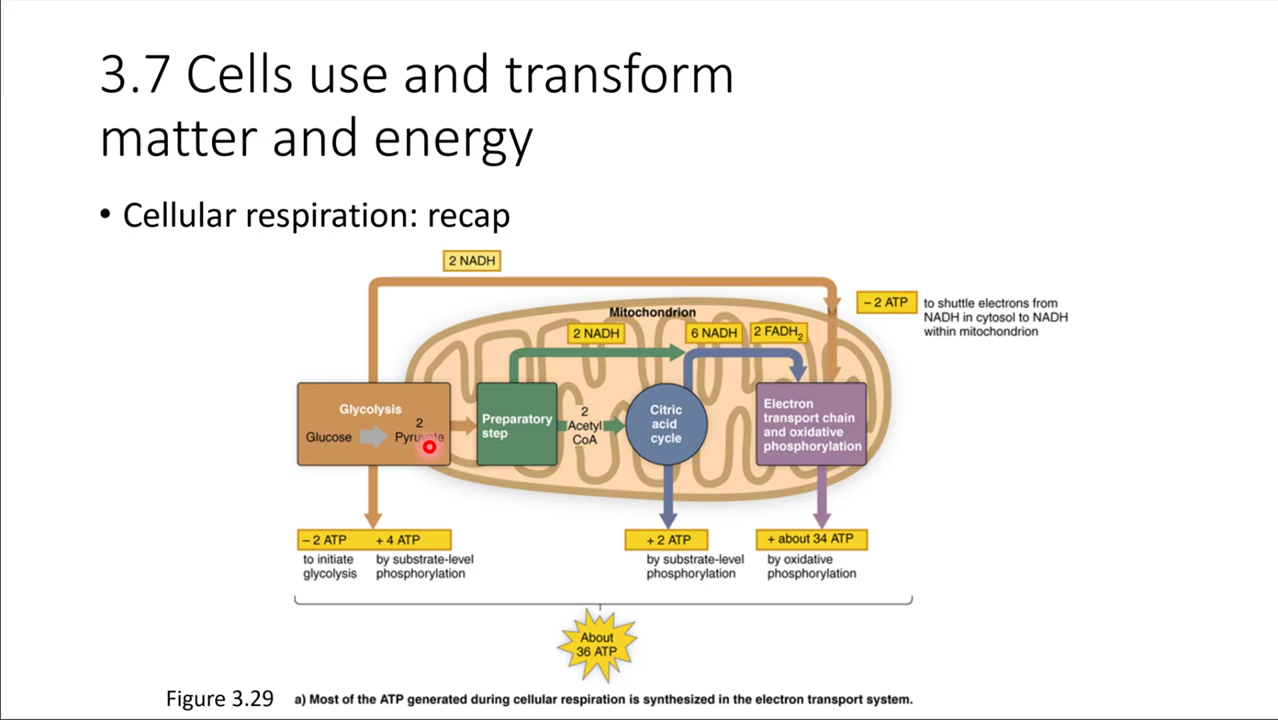 3.7 Cells use and transform
matter and energy
• Cellular respiration: recap
2 NADH
− 2 ATP
to shuttle electrons from
NADH in cytosol to NADH
within mitochondrion
Mitochondrion
2 NADH
6 NADH
2 FADH₂
Glycolysis
Glucose
2
Pyruvate
Preparatory
step
2
Acetyl
CoA
Citric
acid
cycle
Electron
transport chain
and oxidative
phosphorylation
− 2 ATP
+ 4 ATP
to initiate
glycolysis
by substrate-level
phosphorylation
+ 2 ATP
by substrate-level
phosphorylation
+ about 34 ATP
by oxidative
phosphorylation
About
36 ATP
Figure 3.29
a) Most of the ATP generated during cellular respiration is synthesized in the electron transport system.